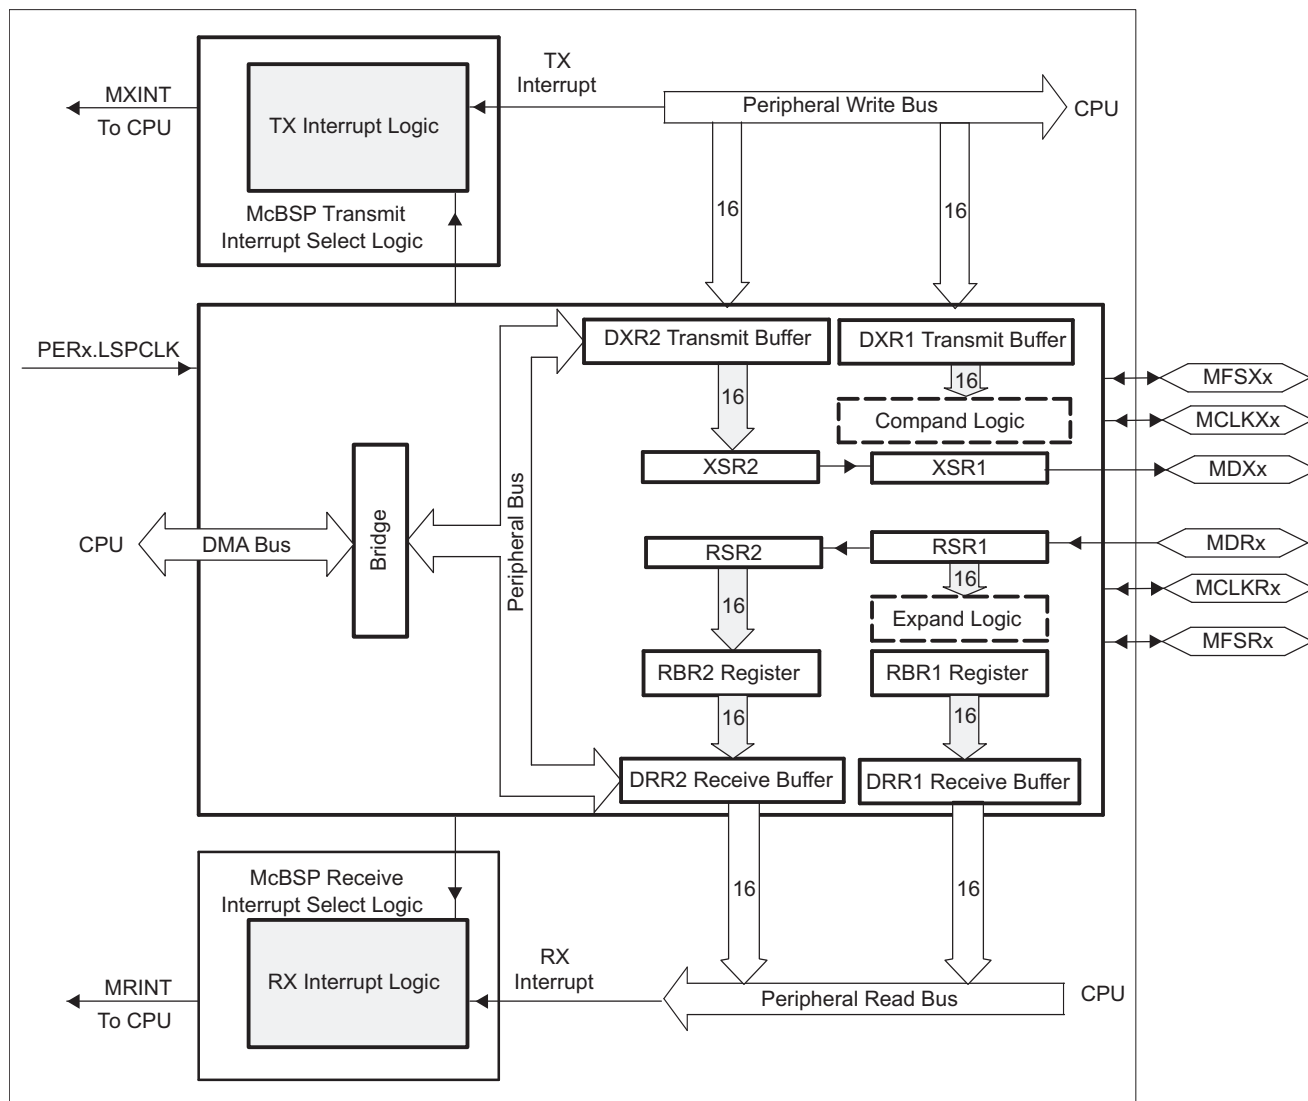 TX
Interrupt
MXINT
To CPU
TX Interrupt Logic
Peripheral Write Bus
CPU
McBSP Transmit
Interrupt Select Logic
16
16
PERx.LSPCLK
DXR2 Transmit Buffer
DXR1 Transmit Buffer
16
16
MFSXx
Compand Logic
MCLKXx
XSR2
XSR1
MDXx
Peripheral Bus
CPU
DMA Bus
Bridge
RSR2
RSR1
MDRx
16
16
MCLKRx
Expand Logic
MFSRx
RBR2 Register
RBR1 Register
16
16
DRR2 Receive Buffer
DRR1 Receive Buffer
McBSP Receive
Interrupt Select Logic
16
16
RX Interrupt Logic
RX
Interrupt
MRINT
To CPU
Peripheral Read Bus
CPU